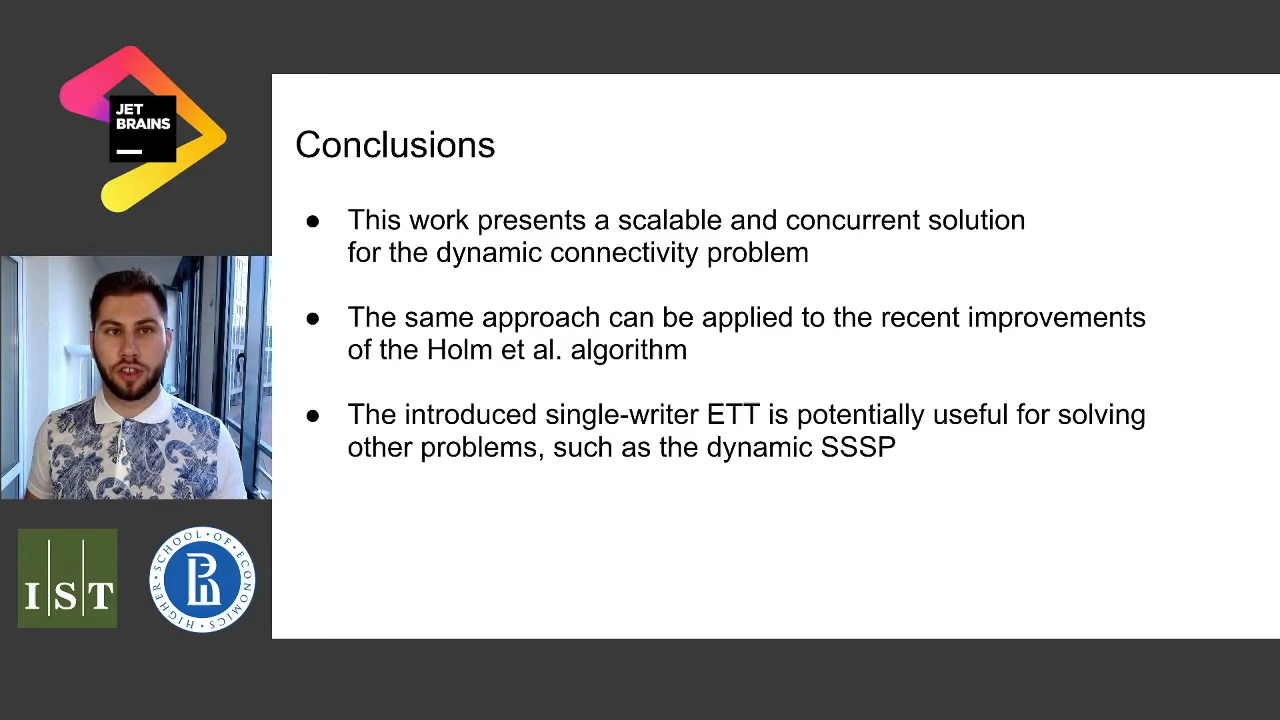 JET
BRAINS
Conclusions
● This work presents a scalable and concurrent solution
for the dynamic connectivity problem
● The same approach can be applied to the recent improvements
of the Holm et al. algorithm
● The introduced single-writer ETT is potentially useful for solving
other problems, such as the dynamic SSSP
IST
HIGHER·SCHOOL·OF·ECONOMICS